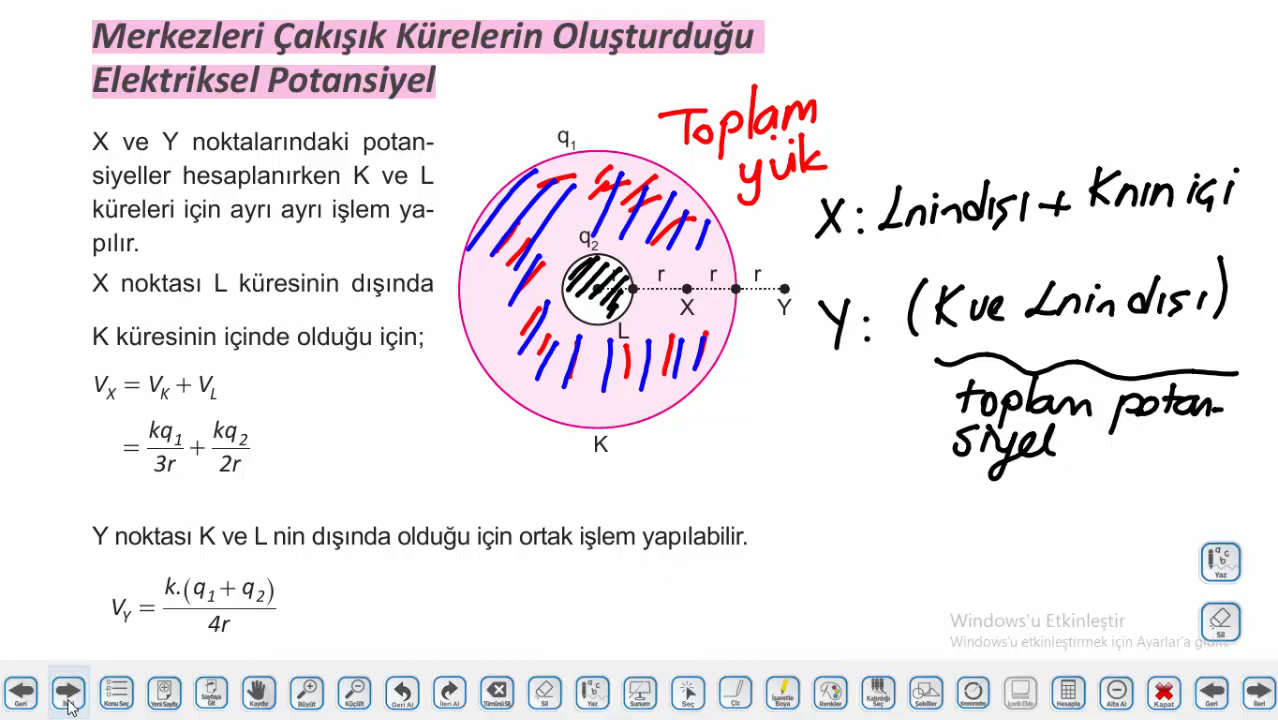 Merkezleri Çakışık Kürelerin Oluşturduğu
Elektriksel Potansiyel
X ve Y noktalarındaki potan-
siyeller hesaplanırken K ve L
küreleri için ayrı ayrı işlem ya-
pılır.
X noktası L küresinin dışında
K küresinin içinde olduğu için;
V_X = V_K + V_L
= kq_1/3r + kq_2/2r
Y noktası K ve L nin dışında olduğu için ortak işlem yapılabilir.
V_Y = k.(q_1 + q_2)/4r
q_1
Toplam
yük
q_2
r r r r
X Y
L
K
X: Lnin dışı + Knın içi
Y: (K ve Lnin dışı)
toplam potan-
siyel
Yaz
Sil
Windows'u Etkinleştir
Windows'u etkinleştirmek için Ayarlar'a gidin.
Geri
Konu Seç
Yeni Sayfa
Sayfaya Git
Kaydır
Büyüt
Küçült
Geri Al
İleri Al
Tümünü Sil
Sil
Yaz
Sunum
Seç
Çiz
İşaretle Boya
Renkler
Kalınlığı Seç
Şekiller
Hesapla
Alta Al
Kapat
Geri
İleri